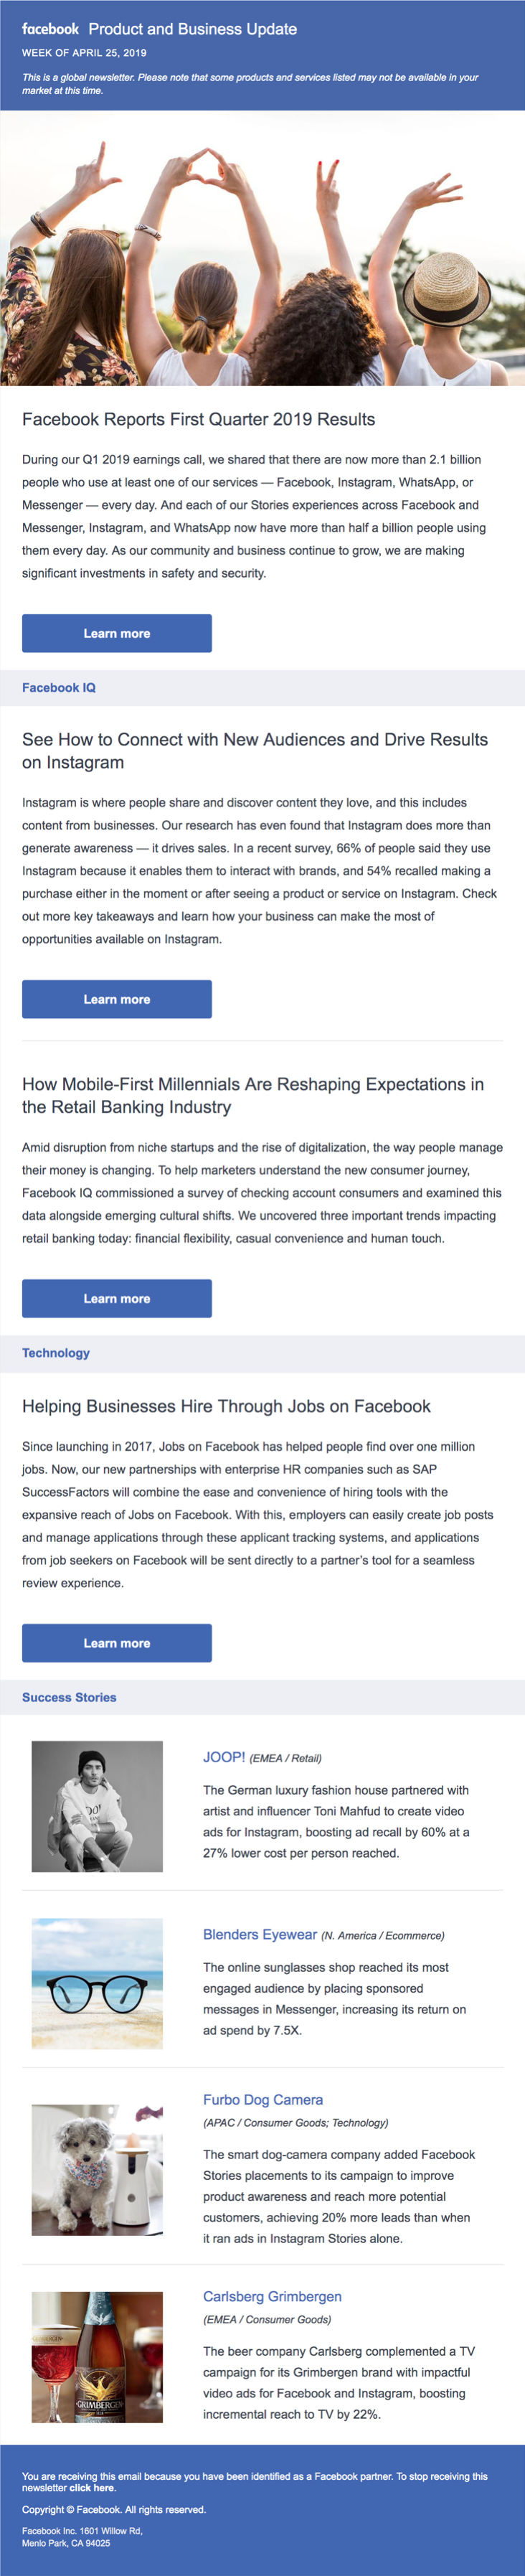 facebook Product and Business Update
WEEK OF APRIL 25, 2019
This is a global newsletter. Please note that some products and services listed may not be available in your
market at this time.
Facebook Reports First Quarter 2019 Results
During our Q1 2019 earnings call, we shared that there are now more than 2.1 billion
people who use at least one of our services — Facebook, Instagram, WhatsApp, or
Messenger — every day. And each of our Stories experiences across Facebook and
Messenger, Instagram, and WhatsApp now have more than half a billion people using
them every day. As our community and business continue to grow, we are making
significant investments in safety and security.
Learn more
Facebook IQ
See How to Connect with New Audiences and Drive Results
on Instagram
Instagram is where people share and discover content they love, and this includes
content from businesses. Our research has even found that Instagram does more than
generate awareness — it drives sales. In a recent survey, 66% of people said they use
Instagram because it enables them to interact with brands, and 54% recalled making a
purchase either in the moment or after seeing a product or service on Instagram. Check
out more key takeaways and learn how your business can make the most of
opportunities available on Instagram.
Learn more
How Mobile-First Millennials Are Reshaping Expectations in
the Retail Banking Industry
Amid disruption from niche startups and the rise of digitalization, the way people manage
their money is changing. To help marketers understand the new consumer journey,
Facebook IQ commissioned a survey of checking account consumers and examined this
data alongside emerging cultural shifts. We uncovered three important trends impacting
retail banking today: financial flexibility, casual convenience and human touch.
Learn more
Technology
Helping Businesses Hire Through Jobs on Facebook
Since launching in 2017, Jobs on Facebook has helped people find over one million
jobs. Now, our new partnerships with enterprise HR companies such as SAP
SuccessFactors will combine the ease and convenience of hiring tools with the
expansive reach of Jobs on Facebook. With this, employers can easily create job posts
and manage applications through these applicant tracking systems, and applications
from job seekers on Facebook will be sent directly to a partner's tool for a seamless
review experience.
Learn more
Success Stories
JOOP! (EMEA / Retail)
The German luxury fashion house partnered with
artist and influencer Toni Mahfud to create video
ads for Instagram, boosting ad recall by 60% at a
27% lower cost per person reached.
Blenders Eyewear (N. America / Ecommerce)
The online sunglasses shop reached its most
engaged audience by placing sponsored
messages in Messenger, increasing its return on
ad spend by 7.5X.
Furbo Dog Camera
(APAC / Consumer Goods; Technology)
The smart dog-camera company added Facebook
Stories placements to its campaign to improve
product awareness and reach more potential
customers, achieving 20% more leads than when
it ran ads in Instagram Stories alone.
GRIMBERGEN
Carlsberg Grimbergen
(EMEA / Consumer Goods)
The beer company Carlsberg complemented a TV
campaign for its Grimbergen brand with impactful
video ads for Facebook and Instagram, boosting
incremental reach to TV by 22%.
You are receiving this email because you have been identified as a Facebook partner. To stop receiving this
newsletter click here.
Copyright © Facebook. All rights reserved.
Facebook Inc. 1601 Willow Rd,
Menlo Park, CA 94025